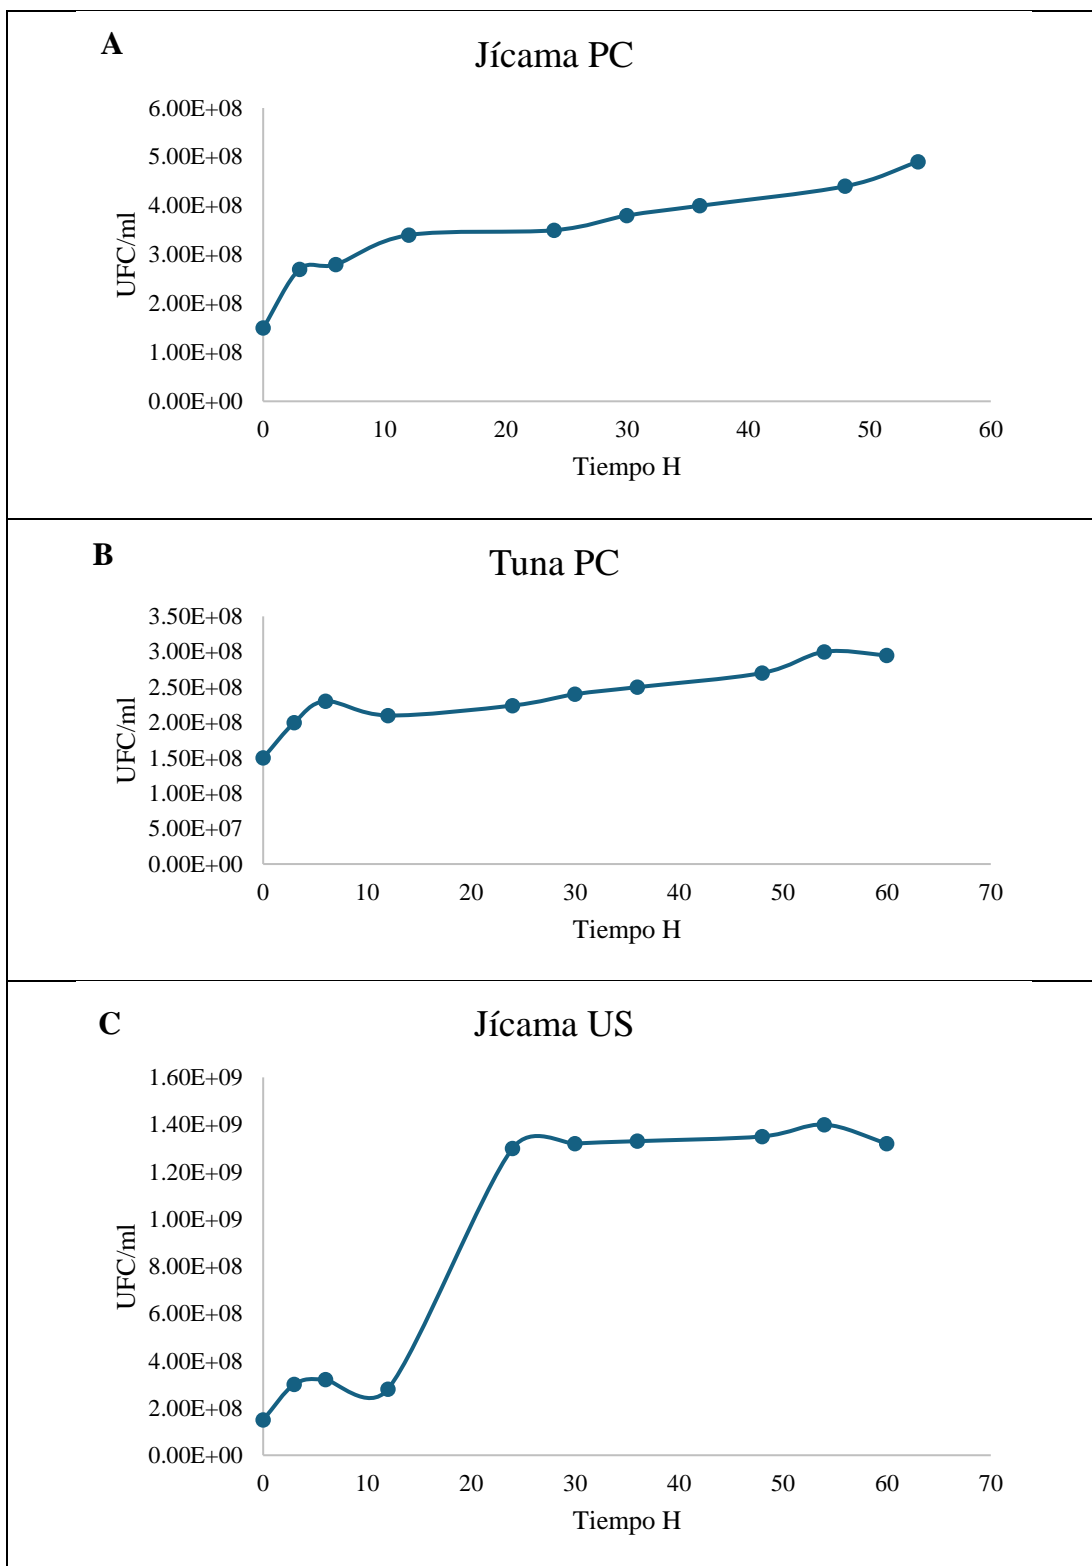 A
Jícama PC
6.00E+08
5.00E+08
4.00E+08
3.00E+08
2.00E+08
1.00E+08
0.00E+00
UFC/ml
0 10 20 30 40 50 60
Tiempo H
B
Tuna PC
3.50E+08
3.00E+08
2.50E+08
2.00E+08
1.50E+08
1.00E+08
5.00E+07
0.00E+00
UFC/ml
0 10 20 30 40 50 60 70
Tiempo H
C
Jícama US
1.60E+09
1.40E+09
1.20E+09
1.00E+09
8.00E+08
6.00E+08
4.00E+08
2.00E+08
0.00E+00
UFC/ml
0 10 20 30 40 50 60 70
Tiempo H